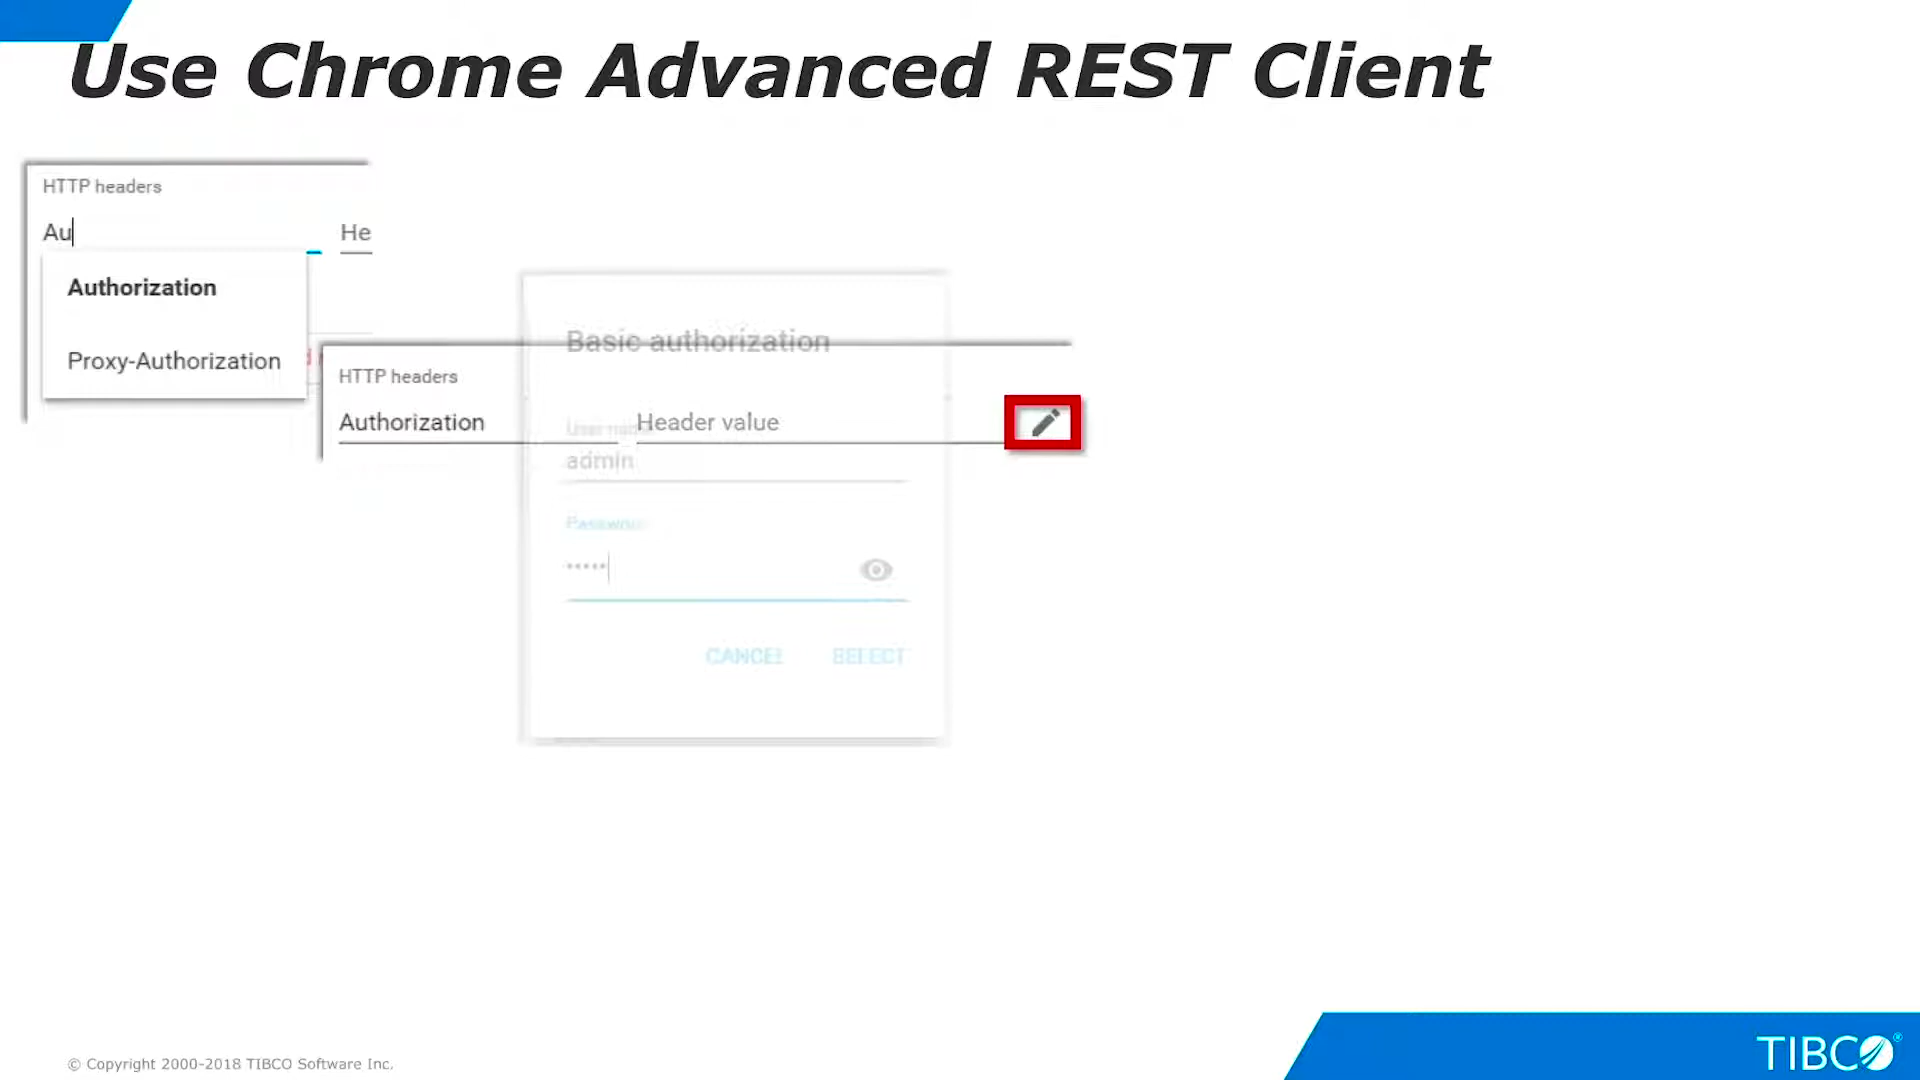 Use Chrome Advanced REST Client
HTTP headers
Au
He
Authorization
Proxy-Authorization
HTTP headers
Authorization
Header value
Basic authorization
admin
•••••
CANCEL
SELECT
© Copyright 2000-2018 TIBCO Software Inc.
TIBCO®